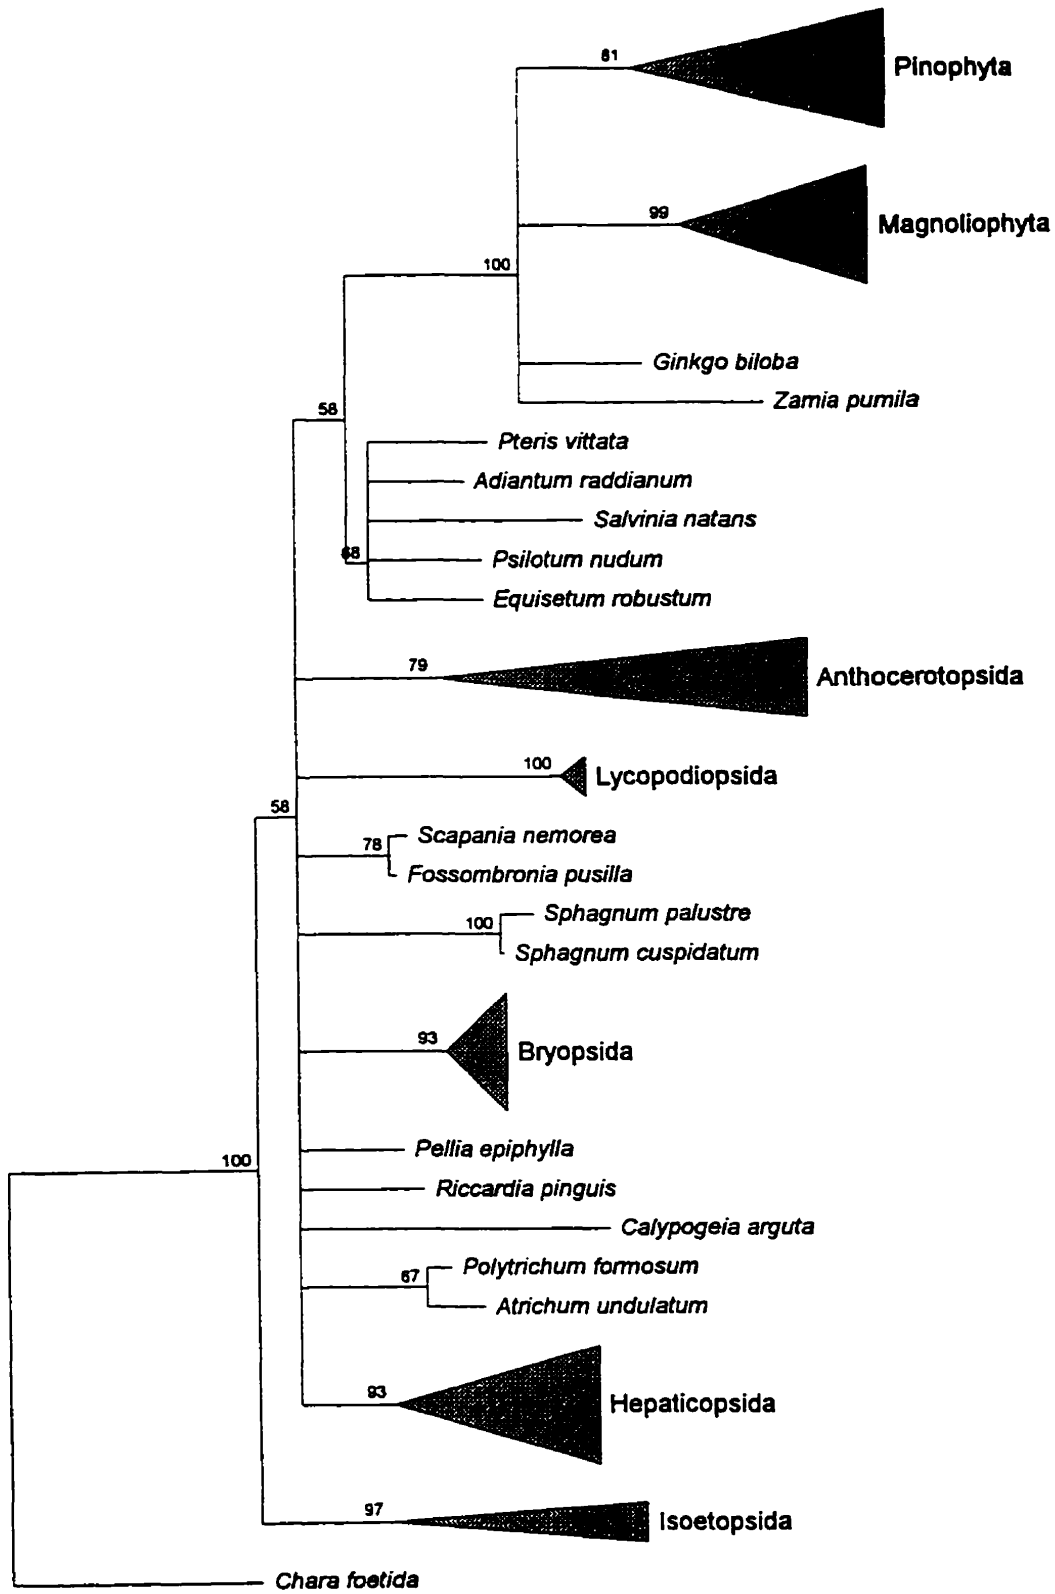 81
Pinophyta
99
Magnoliophyta
100
Ginkgo biloba
Zamia pumila
58
Pteris vittata
Adiantum raddianum
Salvinia natans
68
Psilotum nudum
Equisetum robustum
79
Anthocerotopsida
100
Lycopodiopsida
58
78
Scapania nemorea
Fossombronia pusilla
100
Sphagnum palustre
Sphagnum cuspidatum
93
Bryopsida
Pellia epiphylla
100
Riccardia pinguis
Calypogeia arguta
67
Polytrichum formosum
Atrichum undulatum
93
Hepaticopsida
97
Isoetopsida
Chara foetida